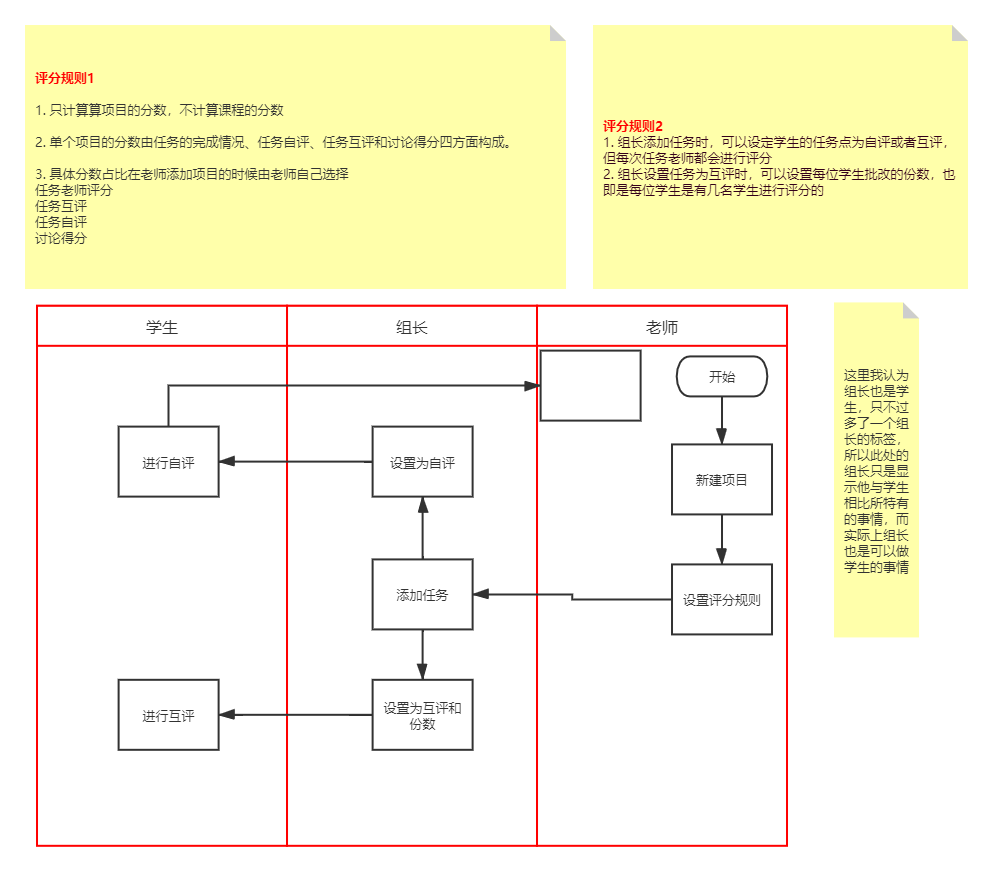 评分规则1
1. 只计算算项目的分数，不计算课程的分数
2. 单个项目的分数由任务的完成情况、任务自评、任务互评和讨论得分四方面构成。
3. 具体分数占比在老师添加项目的时候由老师自己选择
任务老师评分
任务互评
任务自评
讨论得分
评分规则2
1. 组长添加任务时，可以设定学生的任务点为自评或者互评，
但每次任务老师都会进行评分
2. 组长设置任务为互评时，可以设置每位学生批改的份数，也
即是每位学生是有几名学生进行评分的
学生
组长
老师
开始
进行自评
设置为自评
新建项目
添加任务
设置评分规则
进行互评
设置为互评和
份数
这里我认为
组长也是学
生，只不过
多了一个组
长的标签，
所以此处的
组长只是显
示他与学生
相比所特有
的事情，而
实际上组长
也是可以做
学生的事情